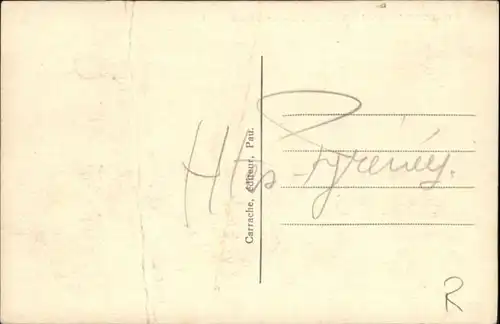 Htes-Pyrénées.
Carrache, éditeur, Pau.
R